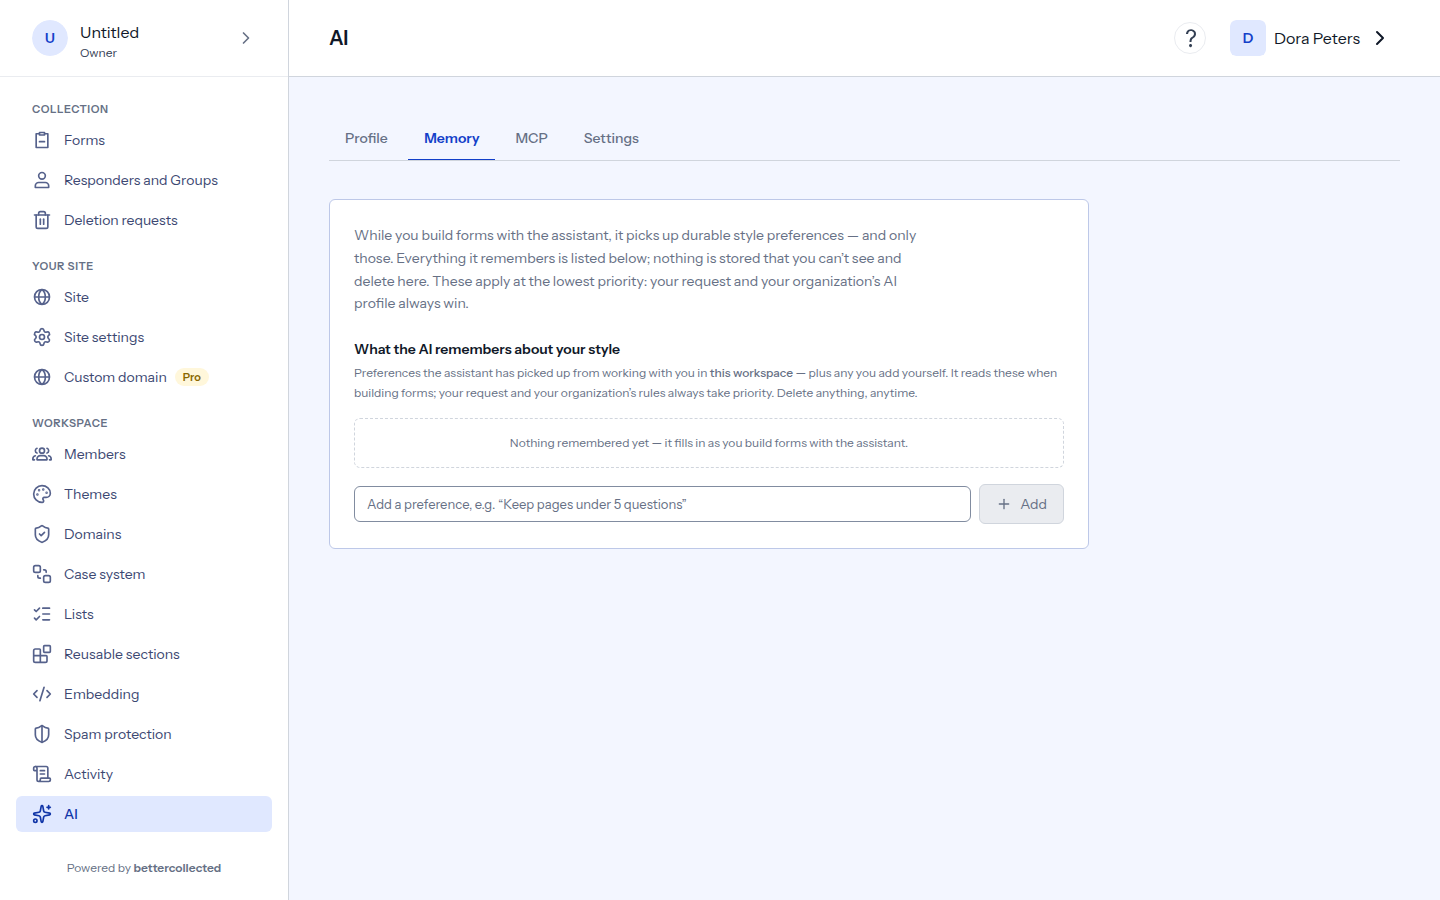 U
Untitled
Owner
AI
?
D
Dora Peters
COLLECTION
Forms
Responders and Groups
Deletion requests
YOUR SITE
Site
Site settings
Custom domain
Pro
WORKSPACE
Members
Themes
Domains
Case system
Lists
Reusable sections
Embedding
Spam protection
Activity
AI
Powered by bettercollected
Profile
Memory
MCP
Settings
While you build forms with the assistant, it picks up durable style preferences — and only
those. Everything it remembers is listed below; nothing is stored that you can’t see and
delete here. These apply at the lowest priority: your request and your organization’s AI
profile always win.
What the AI remembers about your style
Preferences the assistant has picked up from working with you in this workspace — plus any you add yourself. It reads these when
building forms; your request and your organization’s rules always take priority. Delete anything, anytime.
Nothing remembered yet — it fills in as you build forms with the assistant.
Add a preference, e.g. “Keep pages under 5 questions”
Add